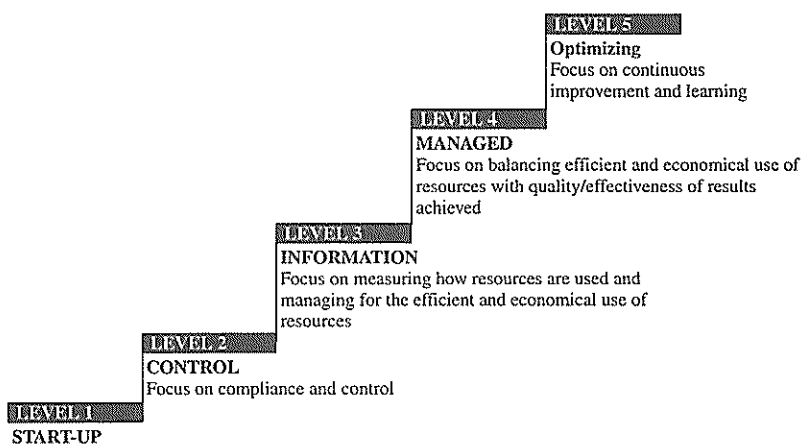 LEVEL 5
Optimizing
Focus on continuous
improvement and learning
LEVEL 4
MANAGED
Focus on balancing efficient and economical use of
resources with quality/effectiveness of results
achieved
LEVEL 3
INFORMATION
Focus on measuring how resources are used and
managing for the efficient and economical use of
resources
LEVEL 2
CONTROL
Focus on compliance and control
LEVEL 1
START-UP